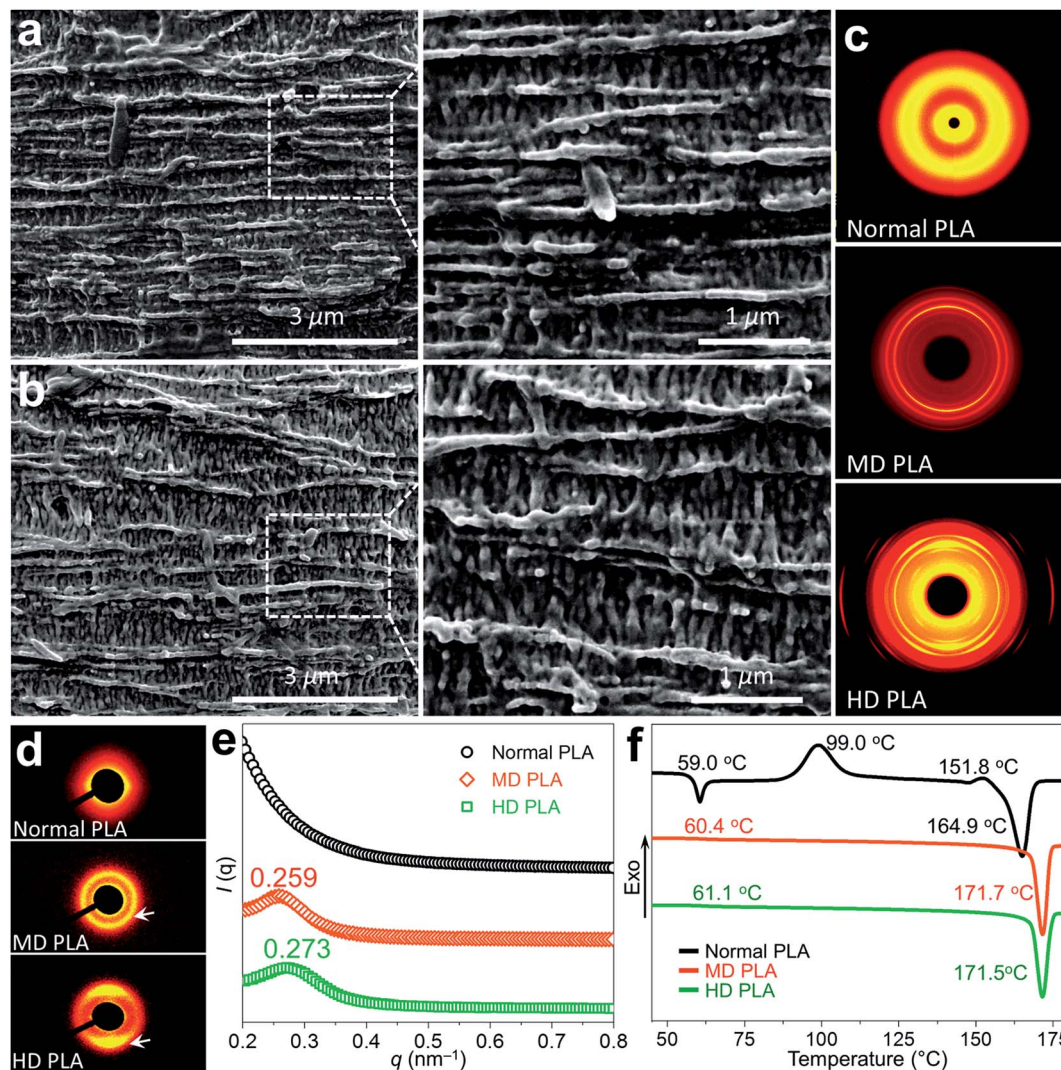 a
3 μm
1 μm
b
3 μm
1 μm
c
Normal PLA
MD PLA
HD PLA
d
Normal PLA
MD PLA
HD PLA
e
Normal PLA
MD PLA
HD PLA
0.259
0.273
I (q)
0.2 0.3 0.4 0.5 0.6 0.7 0.8
q (nm⁻¹)
f
59.0 °C
99.0 °C
151.8 °C
164.9 °C
60.4 °C
171.7 °C
61.1 °C
171.5°C
Exo
Normal PLA
MD PLA
HD PLA
50 75 100 125 150 175
Temperature (°C)